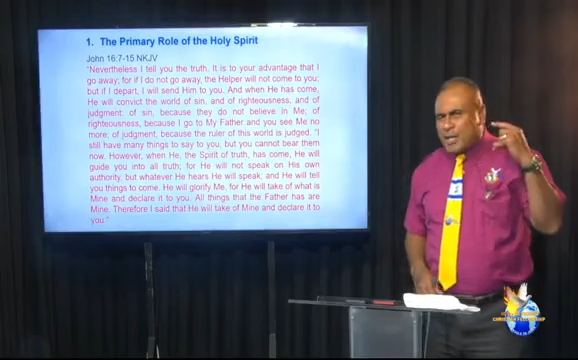 1. The Primary Role of the Holy Spirit
John 16:7-15 NKJV
"Nevertheless I tell you the truth. It is to your advantage that I
go away; for if I do not go away, the Helper will not come to you;
but if I depart, I will send Him to you. And when He has come,
He will convict the world of sin, and of righteousness, and of
judgment: of sin, because they do not believe in Me; of
righteousness, because I go to My Father and you see Me no
more; of judgment, because the ruler of this world is judged. "I
still have many things to say to you, but you cannot bear them
now. However, when He, the Spirit of truth, has come, He will
guide you into all truth; for He will not speak on His own
authority, but whatever He hears He will speak; and He will tell
you things to come. He will glorify Me, for He will take of what is
Mine and declare it to you. All things that the Father has are
Mine. Therefore I said that He will take of Mine and declare it to
you."
CHRISTIAN FELLOWSHIP